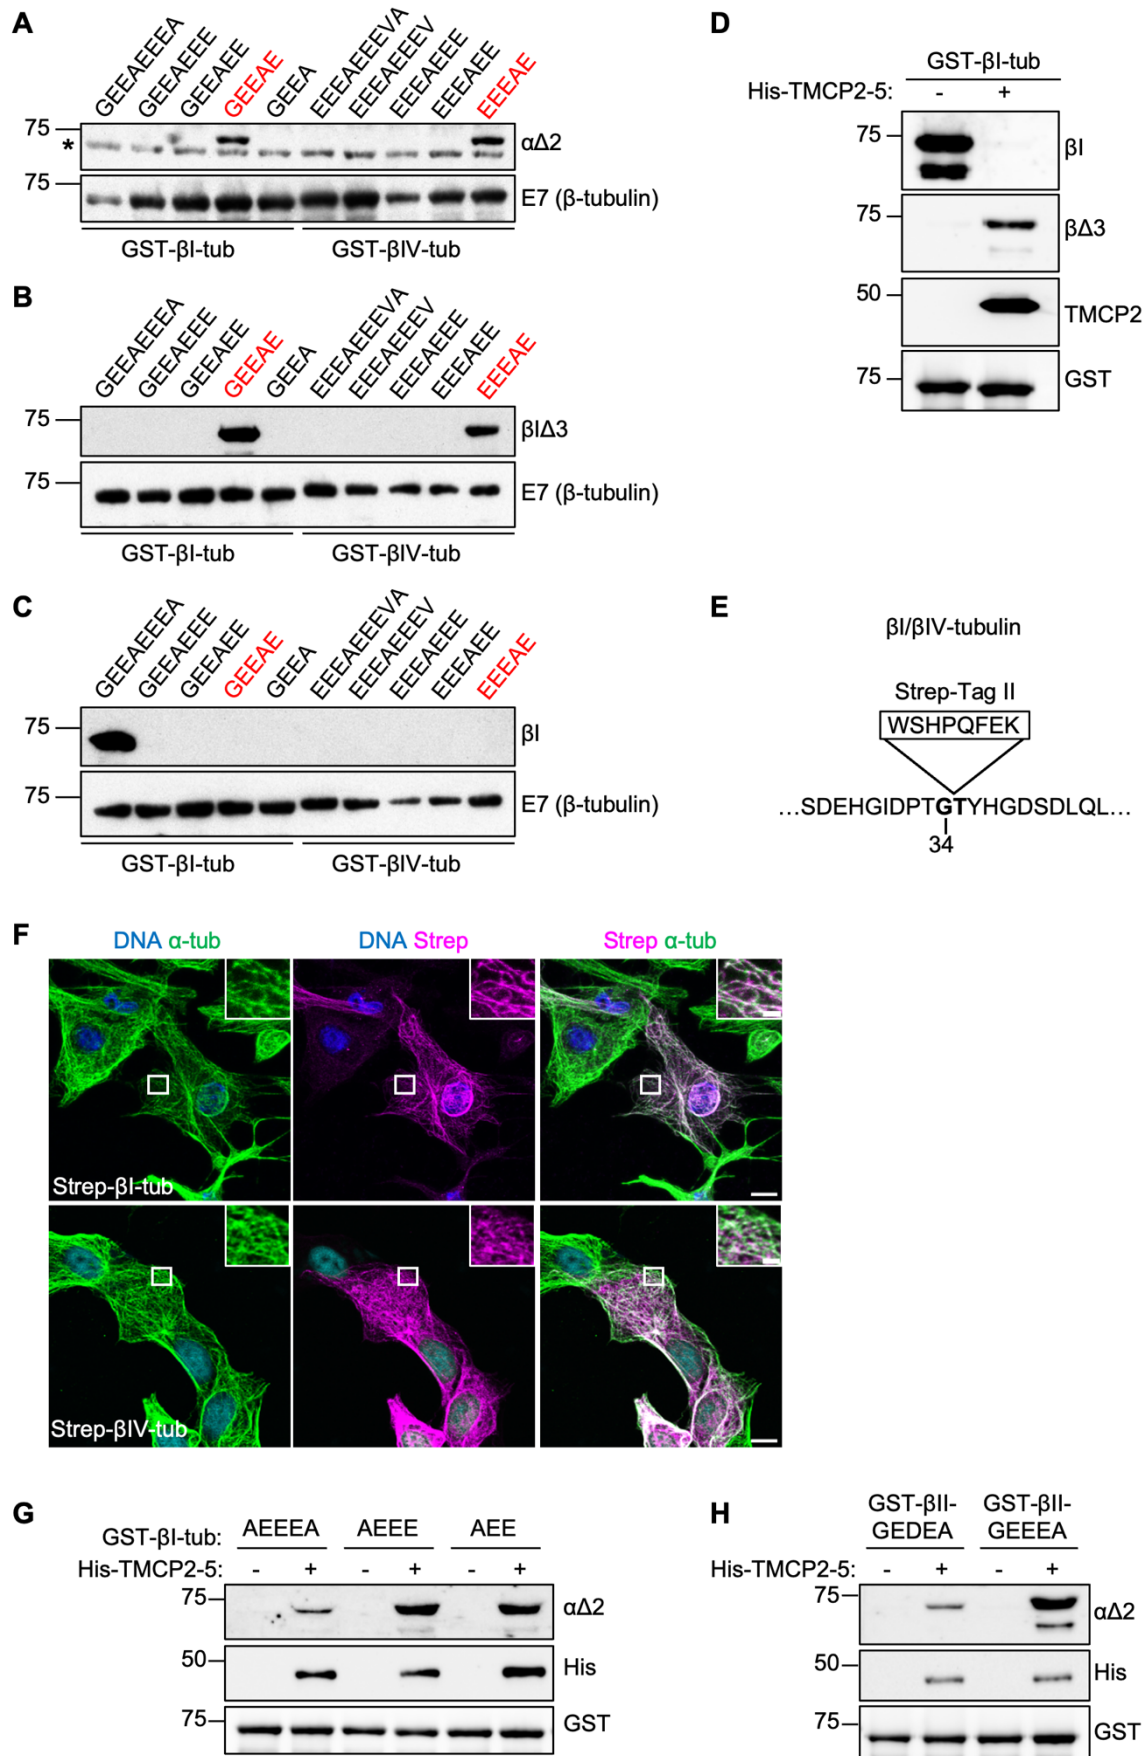 A
GEEAEEEA
GEEAEEE
GEEAEE
GEEAE
GEEA
EEEAEEEVA
EEEAEEEV
EEEAEEE
EEEAEE
EEEAE
75
*
αΔ2
75
E7 (β-tubulin)
GST-βI-tub
GST-βIV-tub
B
GEEAEEEA
GEEAEEE
GEEAEE
GEEAE
GEEA
EEEAEEEVA
EEEAEEEV
EEEAEEE
EEEAEE
EEEAE
75
βIΔ3
75
E7 (β-tubulin)
GST-βI-tub
GST-βIV-tub
C
GEEAEEEA
GEEAEEE
GEEAEE
GEEAE
GEEA
EEEAEEEVA
EEEAEEEV
EEEAEEE
EEEAEE
EEEAE
75
βI
75
E7 (β-tubulin)
GST-βI-tub
GST-βIV-tub
D
GST-βI-tub
His-TMCP2-5: - +
75
βI
75
βΔ3
50
TMCP2
75
GST
E
βI/βIV-tubulin
Strep-Tag II
WSHPQFEK
...SDEHGIDPTGTYHGDSDLQL...
34
F
DNA α-tub
DNA Strep
Strep α-tub
Strep-βI-tub
Strep-βIV-tub
G
GST-βI-tub: AEEEA AEEE AEE
His-TMCP2-5: - + - + - +
75
αΔ2
50
His
75
GST
H
GST-βII- GST-βII-
GEDEA GEEEA
His-TMCP2-5: - + - +
75
αΔ2
50
His
75
GST